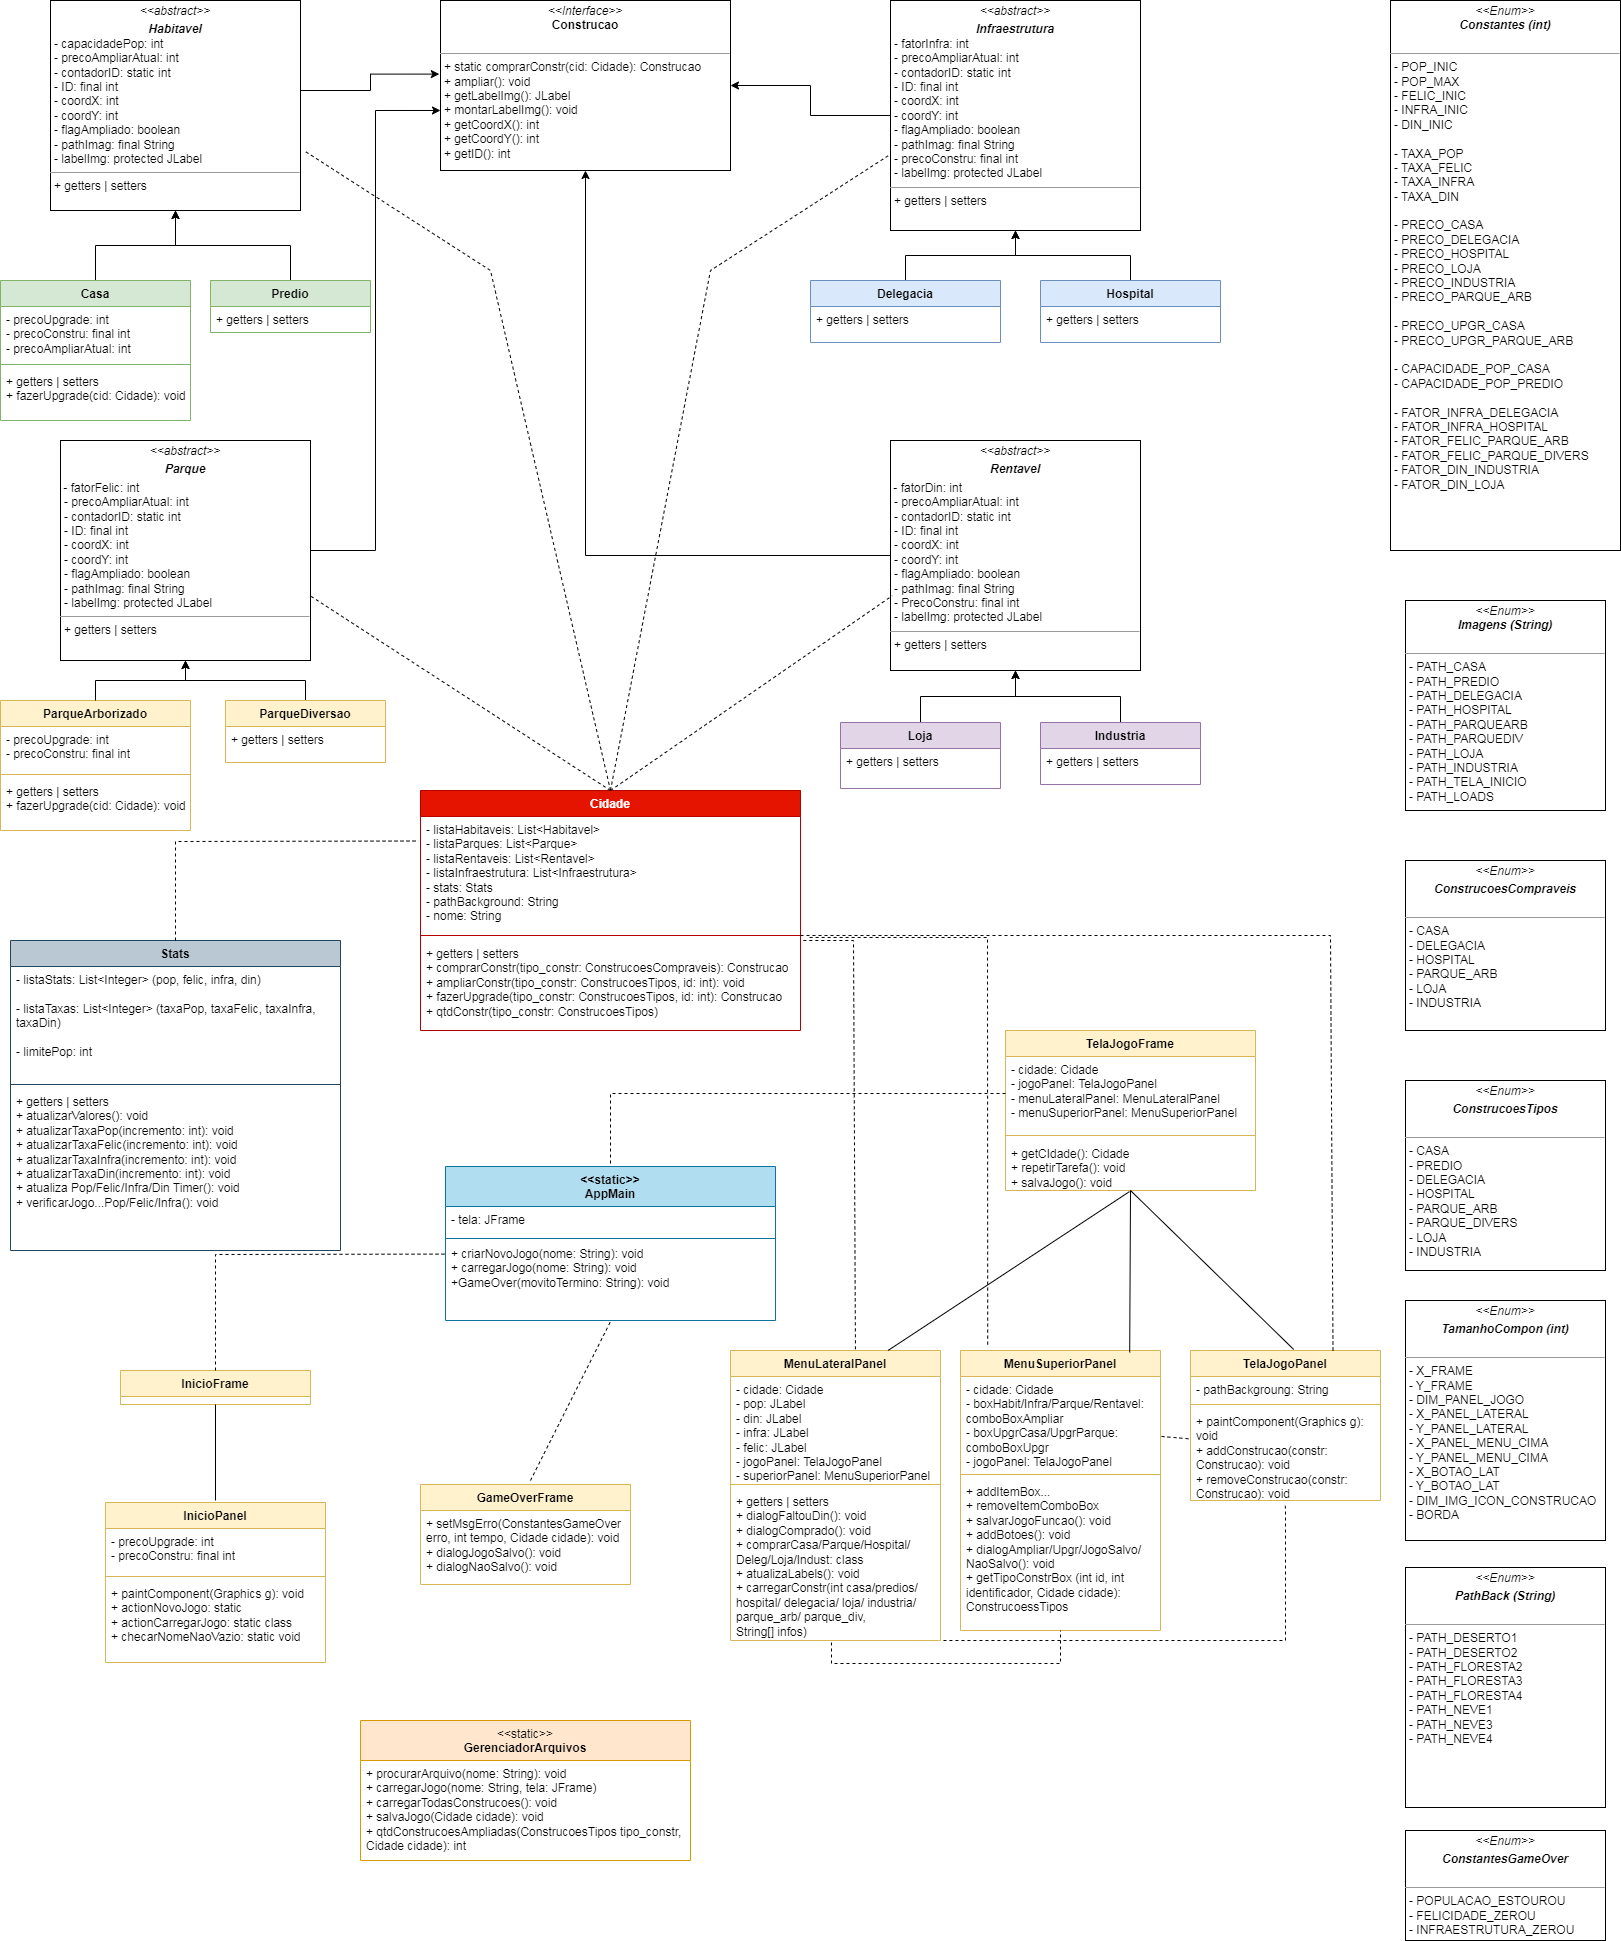 <<abstract>>
Habitavel
- capacidadePop: int
- precoAmpliarAtual: int
- contadorID: static int
- ID: final int
- coordX: int
- coordY: int
- flagAmpliado: boolean
- pathImag: final String
- labelImg: protected JLabel
+ getters | setters
<<Interface>>
Construcao
+ static comprarConstr(cid: Cidade): Construcao
+ ampliar(): void
+ getLabelImg(): JLabel
+ montarLabelImg(): void
+ getCoordX(): int
+ getCoordY(): int
+ getID(): int
<<abstract>>
Infraestrutura
- fatorInfra: int
- precoAmpliarAtual: int
- contadorID: static int
- ID: final int
- coordX: int
- coordY: int
- flagAmpliado: boolean
- pathImag: final String
- precoConstru: final int
- labelImg: protected JLabel
+ getters | setters
<<Enum>>
Constantes (int)
- POP_INIC
- POP_MAX
- FELIC_INIC
- INFRA_INIC
- DIN_INIC
- TAXA_POP
- TAXA_FELIC
- TAXA_INFRA
- TAXA_DIN
- PRECO_CASA
- PRECO_DELEGACIA
- PRECO_HOSPITAL
- PRECO_LOJA
- PRECO_INDUSTRIA
- PRECO_PARQUE_ARB
- PRECO_UPGR_CASA
- PRECO_UPGR_PARQUE_ARB
- CAPACIDADE_POP_CASA
- CAPACIDADE_POP_PREDIO
- FATOR_INFRA_DELEGACIA
- FATOR_INFRA_HOSPITAL
- FATOR_FELIC_PARQUE_ARB
- FATOR_FELIC_PARQUE_DIVERS
- FATOR_DIN_INDUSTRIA
- FATOR_DIN_LOJA
Casa
- precoUpgrade: int
- precoConstru: final int
- precoAmpliarAtual: int
+ getters | setters
+ fazerUpgrade(cid: Cidade): void
Predio
+ getters | setters
Delegacia
+ getters | setters
Hospital
+ getters | setters
<<abstract>>
Parque
- fatorFelic: int
- precoAmpliarAtual: int
- contadorID: static int
- ID: final int
- coordX: int
- coordY: int
- flagAmpliado: boolean
- pathImag: final String
- labelImg: protected JLabel
+ getters | setters
<<abstract>>
Rentavel
- fatorDin: int
- precoAmpliarAtual: int
- contadorID: static int
- ID: final int
- coordX: int
- coordY: int
- flagAmpliado: boolean
- pathImag: final String
- PrecoConstru: final int
- labelImg: protected JLabel
+ getters | setters
<<Enum>>
Imagens (String)
- PATH_CASA
- PATH_PREDIO
- PATH_DELEGACIA
- PATH_HOSPITAL
- PATH_PARQUEARB
- PATH_PARQUEDIV
- PATH_LOJA
- PATH_INDUSTRIA
- PATH_TELA_INICIO
- PATH_LOADS
ParqueArborizado
- precoUpgrade: int
- precoConstru: final int
+ getters | setters
+ fazerUpgrade(cid: Cidade): void
ParqueDiversao
+ getters | setters
Loja
+ getters | setters
Industria
+ getters | setters
Cidade
- listaHabitaveis: List<Habitavel>
- listaParques: List<Parque>
- listaRentaveis: List<Rentavel>
- listaInfraestrutura: List<Infraestrutura>
- stats: Stats
- pathBackground: String
- nome: String
+ getters | setters
+ comprarConstr(tipo_constr: ConstrucoesCompraveis): Construcao
+ ampliarConstr(tipo_constr: ConstrucoesTipos, id: int): void
+ fazerUpgrade(tipo_constr: ConstrucoesTipos, id: int): Construcao
+ qtdConstr(tipo_constr: ConstrucoesTipos)
<<Enum>>
ConstrucoesCompraveis
- CASA
- DELEGACIA
- HOSPITAL
- PARQUE_ARB
- LOJA
- INDUSTRIA
Stats
- listaStats: List<Integer> (pop, felic, infra, din)
- listaTaxas: List<Integer> (taxaPop, taxaFelic, taxaInfra,
taxaDin)
- limitePop: int
+ getters | setters
+ atualizarValores(): void
+ atualizarTaxaPop(incremento: int): void
+ atualizarTaxaFelic(incremento: int): void
+ atualizarTaxaInfra(incremento: int): void
+ atualizarTaxaDin(incremento: int): void
+ atualiza Pop/Felic/Infra/Din Timer(): void
+ verificarJogo...Pop/Felic/Infra(): void
TelaJogoFrame
- cidade: Cidade
- jogoPanel: TelaJogoPanel
- menuLateralPanel: MenuLateralPanel
- menuSuperiorPanel: MenuSuperiorPanel
+ getCIdade(): Cidade
+ repetirTarefa(): void
+ salvaJogo(): void
<<Enum>>
ConstrucoesTipos
- CASA
- PREDIO
- DELEGACIA
- HOSPITAL
- PARQUE_ARB
- PARQUE_DIVERS
- LOJA
- INDUSTRIA
<<static>>
AppMain
- tela: JFrame
+ criarNovoJogo(nome: String): void
+ carregarJogo(nome: String): void
+GameOver(movitoTermino: String): void
<<Enum>>
TamanhoCompon (int)
- X_FRAME
- Y_FRAME
- DIM_PANEL_JOGO
- X_PANEL_LATERAL
- Y_PANEL_LATERAL
- X_PANEL_MENU_CIMA
- Y_PANEL_MENU_CIMA
- X_BOTAO_LAT
- Y_BOTAO_LAT
- DIM_IMG_ICON_CONSTRUCAO
- BORDA
InicioFrame
InicioPanel
- precoUpgrade: int
- precoConstru: final int
+ paintComponent(Graphics g): void
+ actionNovoJogo: static
+ actionCarregarJogo: static class
+ checarNomeNaoVazio: static void
GameOverFrame
+ setMsgErro(ConstantesGameOver
erro, int tempo, Cidade cidade): void
+ dialogJogoSalvo(): void
+ dialogNaoSalvo(): void
MenuLateralPanel
- cidade: Cidade
- pop: JLabel
- din: JLabel
- infra: JLabel
- felic: JLabel
- jogoPanel: TelaJogoPanel
- superiorPanel: MenuSuperiorPanel
+ getters | setters
+ dialogFaltouDin(): void
+ dialogComprado(): void
+ comprarCasa/Parque/Hospital/
Deleg/Loja/Indust: class
+ atualizaLabels(): void
+ carregarConstr(int casa/predios/
hospital/ delegacia/ loja/ industria/
parque_arb/ parque_div,
String[] infos)
MenuSuperiorPanel
- cidade: Cidade
- boxHabit/Infra/Parque/Rentavel:
comboBoxAmpliar
- boxUpgrCasa/UpgrParque:
comboBoxUpgr
- jogoPanel: TelaJogoPanel
+ addItemBox...
+ removeItemComboBox
+ salvarJogoFuncao(): void
+ addBotoes(): void
+ dialogAmpliar/Upgr/JogoSalvo/
NaoSalvo(): void
+ getTipoConstrBox (int id, int
identificador, Cidade cidade):
ConstrucoessTipos
TelaJogoPanel
- pathBackgroung: String
+ paintComponent(Graphics g):
void
+ addConstrucao(constr:
Construcao): void
+ removeConstrucao(constr:
Construcao): void
<<Enum>>
PathBack (String)
- PATH_DESERTO1
- PATH_DESERTO2
- PATH_FLORESTA2
- PATH_FLORESTA3
- PATH_FLORESTA4
- PATH_NEVE1
- PATH_NEVE3
- PATH_NEVE4
<<static>>
GerenciadorArquivos
+ procurarArquivo(nome: String): void
+ carregarJogo(nome: String, tela: JFrame)
+ carregarTodasConstrucoes(): void
+ salvaJogo(Cidade cidade): void
+ qtdConstrucoesAmpliadas(ConstrucoesTipos tipo_constr,
Cidade cidade): int
<<Enum>>
ConstantesGameOver
- POPULACAO_ESTOUROU
- FELICIDADE_ZEROU
- INFRAESTRUTURA_ZEROU